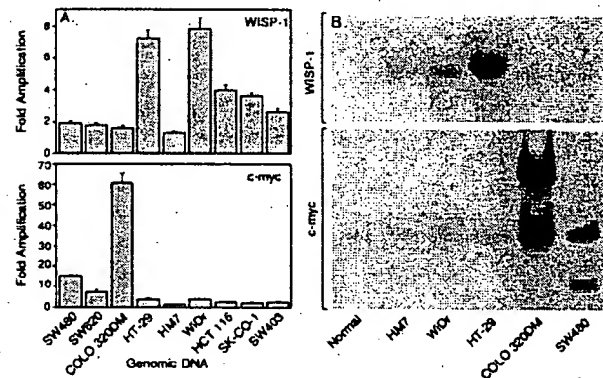 A
WISP-1
Fold Amplification
8
6
4
2
0
c-myc
Fold Amplification
70
60
50
40
30
20
10
0
SW480
SW620
COLO 320DM
HT-29
HM7
WiDr
HCT 116
SK-CO-1
SW403
Genomic DNA
B
WISP-1
c-myc
Normal
HM7
WiDr
HT-29
COLO 320DM
SW480